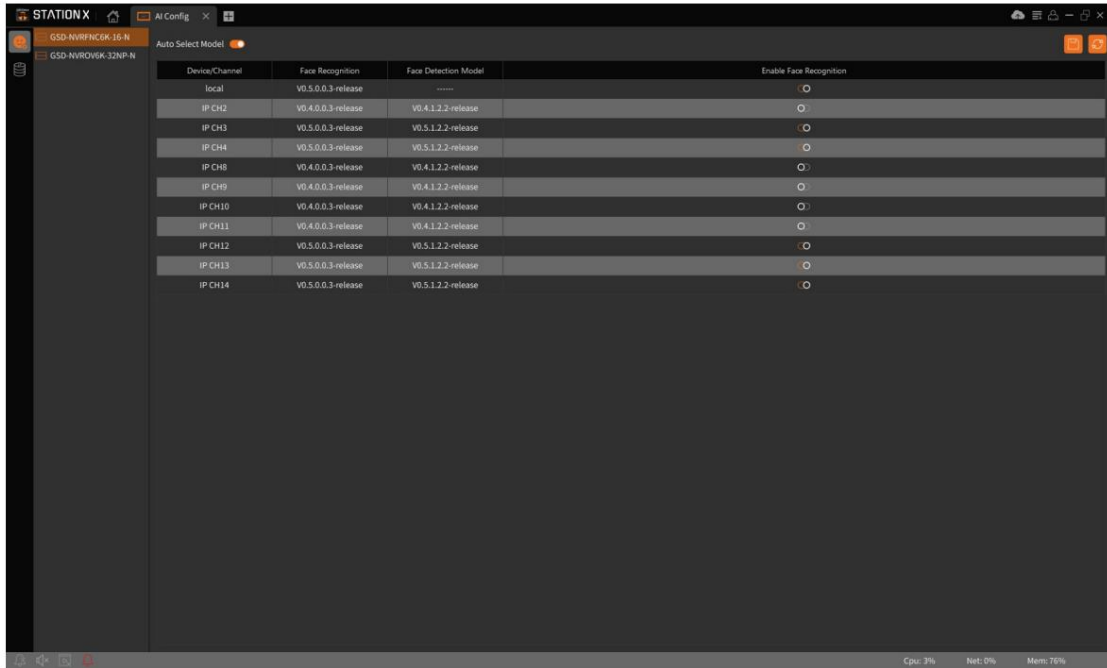 STATION X AI Config
GSD-NVRFNC6K-16-N
GSD-NVROV6K-32NP-N
Auto Select Model
Device/Channel Face Recognition Face Detection Model Enable Face Recognition
local V0.5.0.0.3-release ------
IP CH2 V0.4.0.0.3-release V0.4.1.2.2-release
IP CH3 V0.5.0.0.3-release V0.5.1.2.2-release
IP CH4 V0.5.0.0.3-release V0.5.1.2.2-release
IP CH8 V0.4.0.0.3-release V0.4.1.2.2-release
IP CH9 V0.4.0.0.3-release V0.4.1.2.2-release
IP CH10 V0.4.0.0.3-release V0.4.1.2.2-release
IP CH11 V0.4.0.0.3-release V0.4.1.2.2-release
IP CH12 V0.5.0.0.3-release V0.5.1.2.2-release
IP CH13 V0.5.0.0.3-release V0.5.1.2.2-release
IP CH14 V0.5.0.0.3-release V0.5.1.2.2-release
Cpu: 3% Net: 0% Mem: 76%